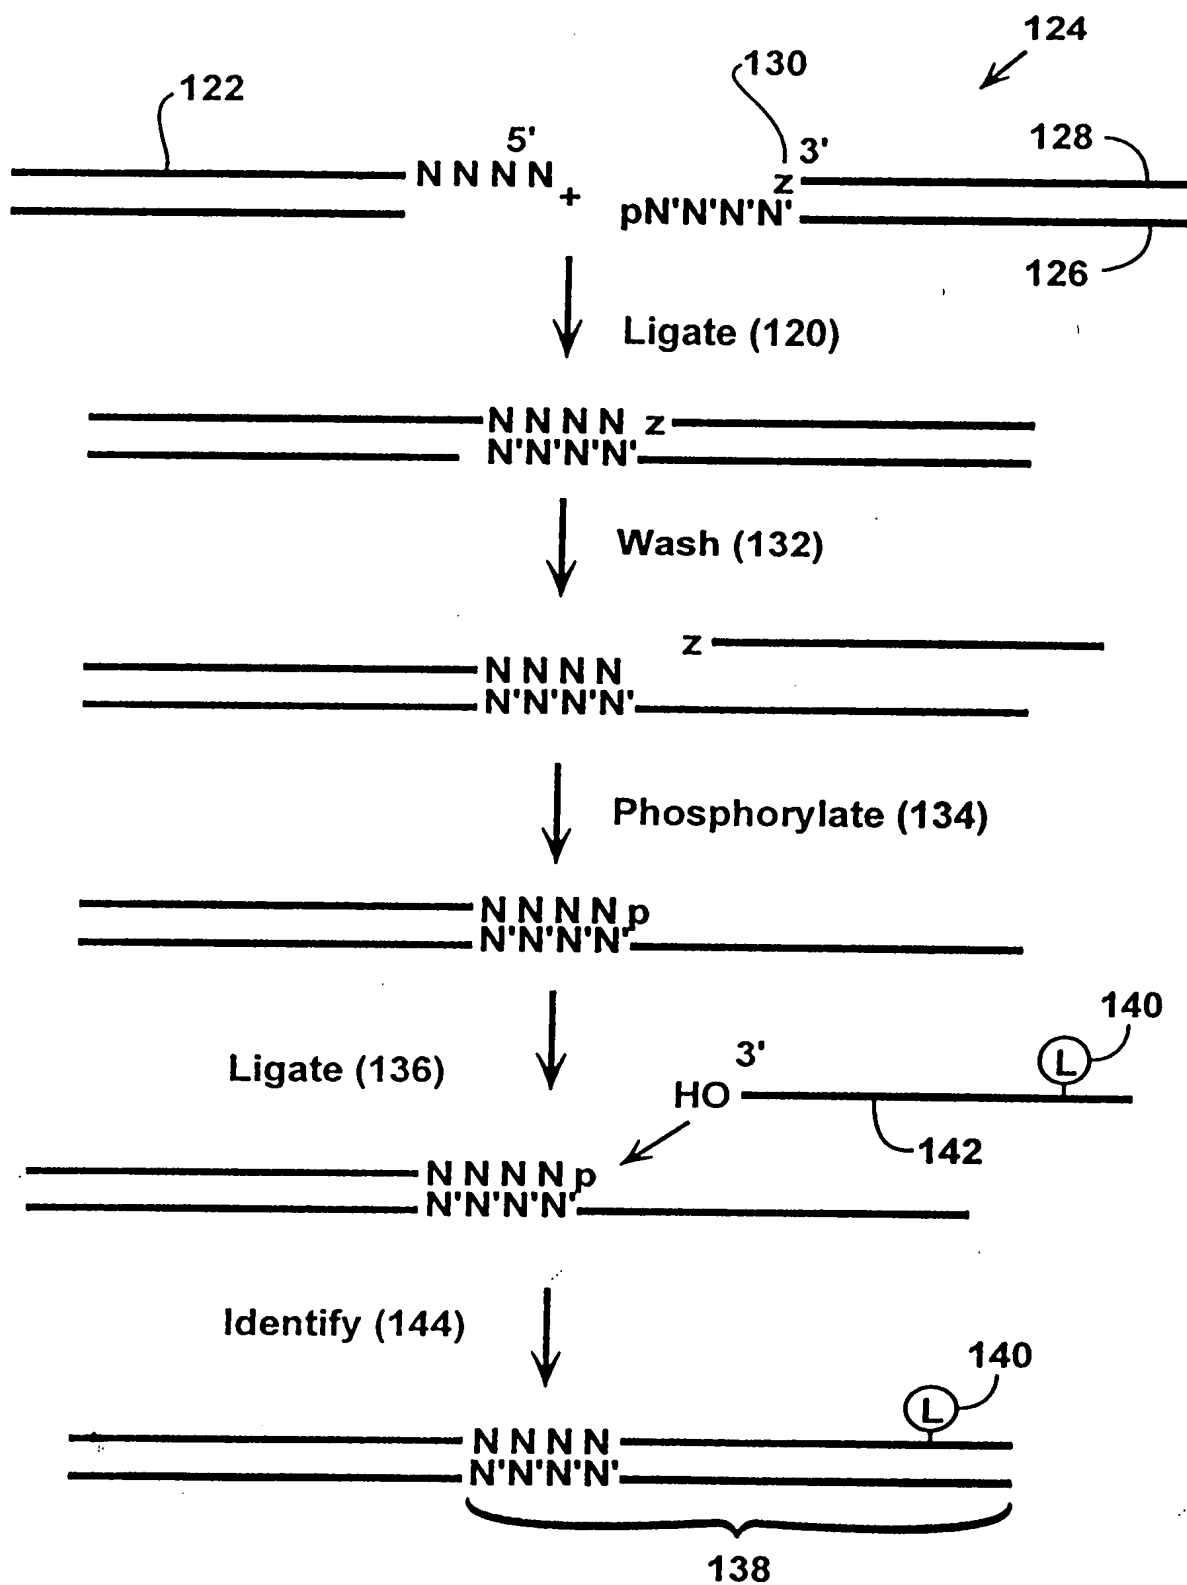 124
122
130
5'
3'
128
N N N N
+
z
pN'N'N'N'
126
Ligate (120)
N N N N z
N'N'N'N'
Wash (132)
z
N N N N
N'N'N'N'
Phosphorylate (134)
N N N N p
N'N'N'N'
140
Ligate (136)
3'
L
HO
142
N N N N p
N'N'N'N'
Identify (144)
140
L
N N N N
N'N'N'N'
138